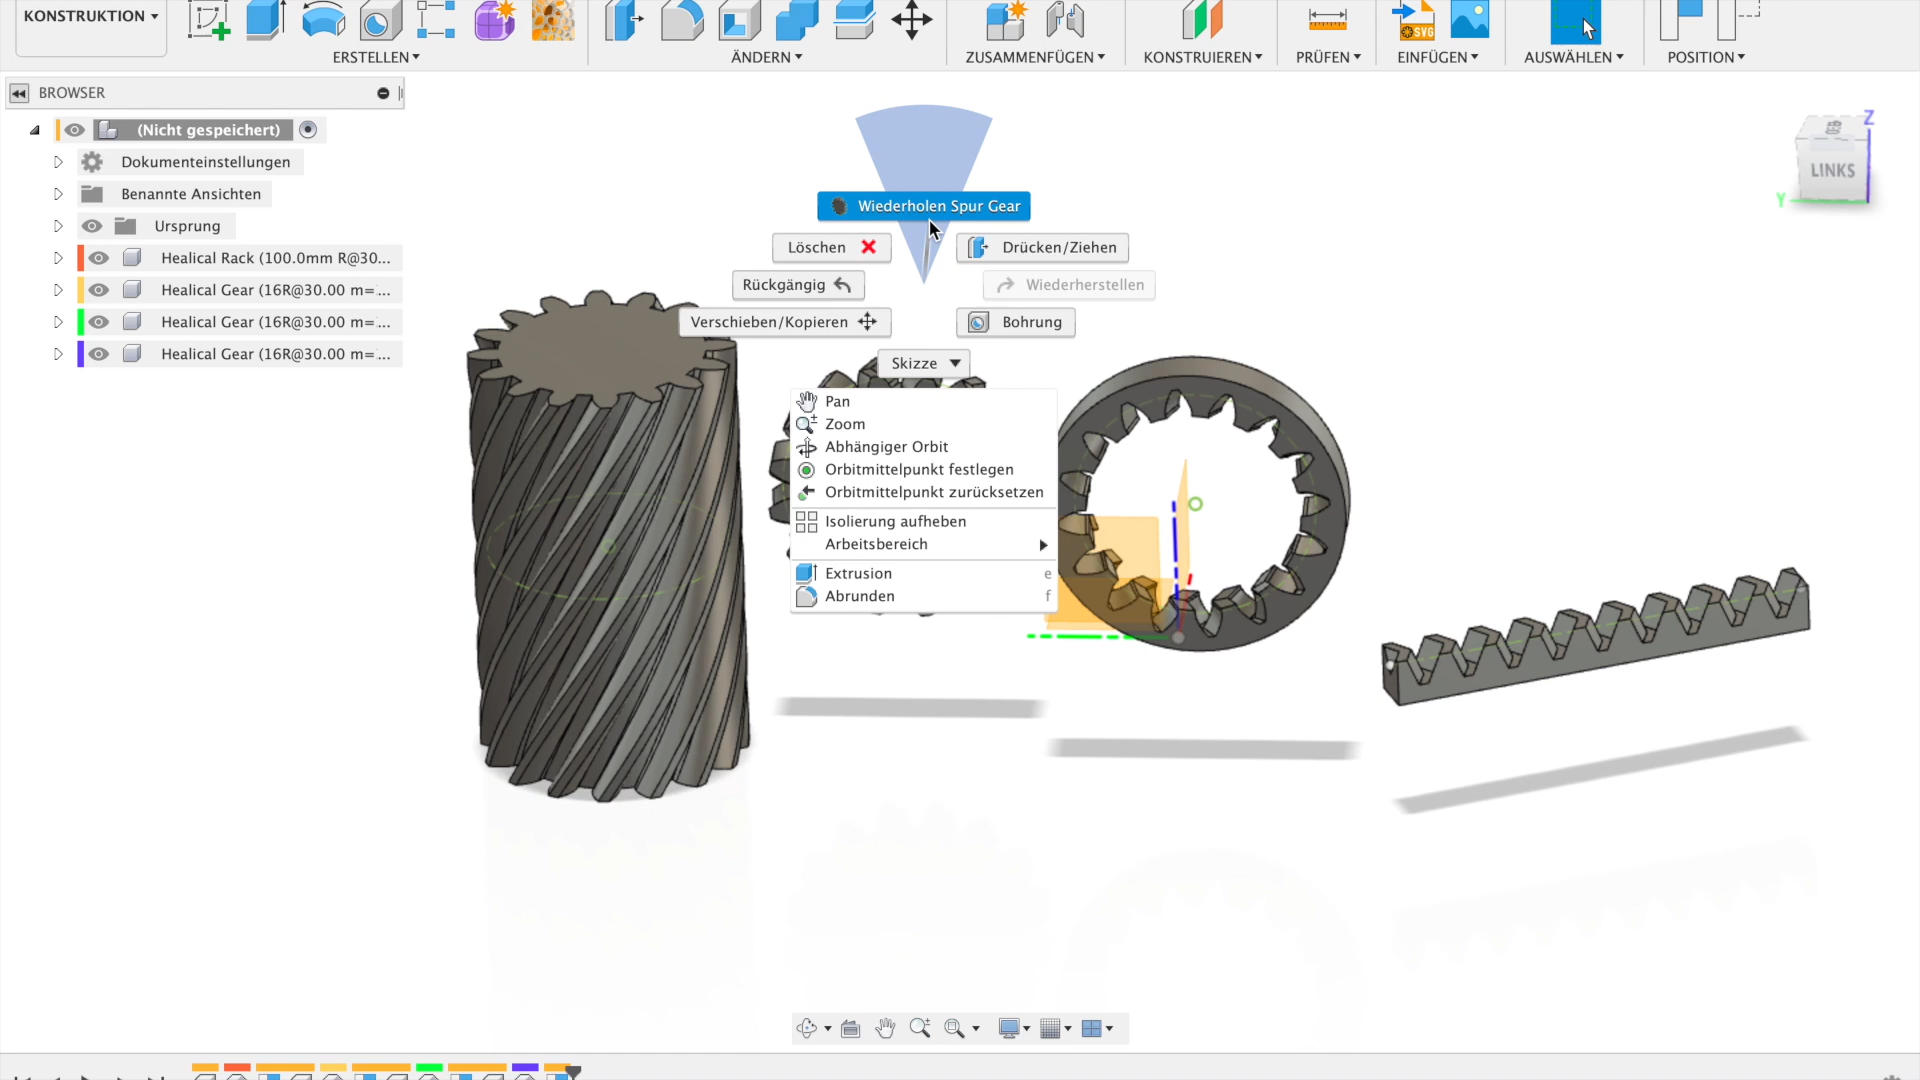 KONSTRUKTION
ERSTELLEN
ÄNDERN
ZUSAMMENFÜGEN
KONSTRUIEREN
PRÜFEN
EINFÜGEN
AUSWÄHLEN
POSITION
SVG
BROWSER
(Nicht gespeichert)
Dokumenteinstellungen
Benannte Ansichten
Ursprung
Healical Rack (100.0mm R@30...
Healical Gear (16R@30.00 m=...
Healical Gear (16R@30.00 m=...
Healical Gear (16R@30.00 m=...
Z
LINKS
Y
Wiederholen Spur Gear
Löschen
Drücken/Ziehen
Rückgängig
Wiederherstellen
Verschieben/Kopieren
Bohrung
Skizze
Pan
Zoom
Abhängiger Orbit
Orbitmittelpunkt festlegen
Orbitmittelpunkt zurücksetzen
Isolierung aufheben
Arbeitsbereich
Extrusion e
Abrunden f